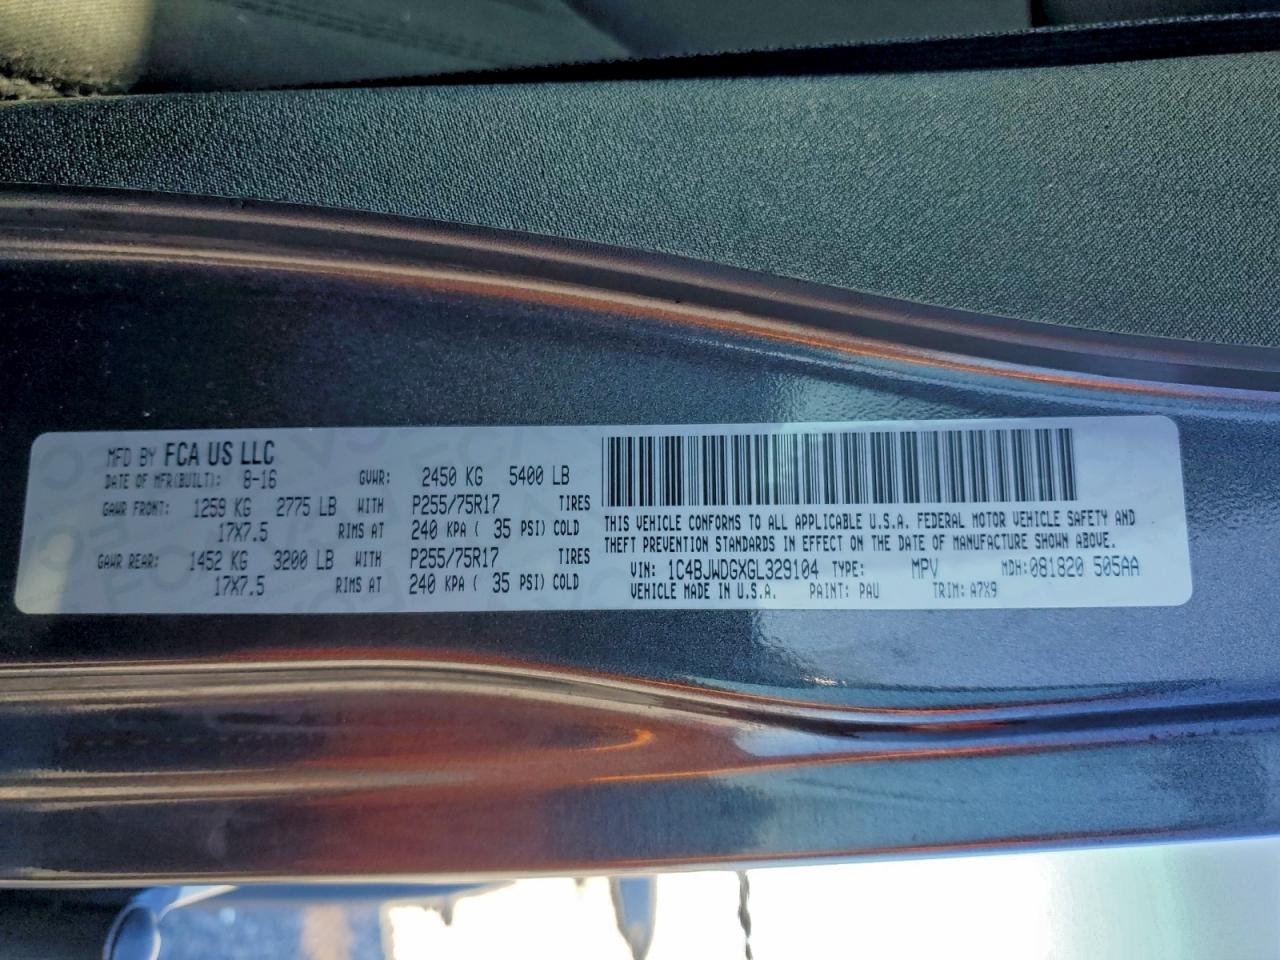 MFD BY FCA US LLC
DATE OF MFR(BUILT): 8-16 GVWR: 2450 KG 5400 LB
GAWR FRONT: 1259 KG 2775 LB WITH P255/75R17 TIRES
17X7.5 RIMS AT 240 KPA ( 35 PSI) COLD
GAWR REAR: 1452 KG 3200 LB WITH P255/75R17 TIRES
17X7.5 RIMS AT 240 KPA ( 35 PSI) COLD
THIS VEHICLE CONFORMS TO ALL APPLICABLE U.S.A. FEDERAL MOTOR VEHICLE SAFETY AND
THEFT PREVENTION STANDARDS IN EFFECT ON THE DATE OF MANUFACTURE SHOWN ABOVE.
VIN: 1C4BJWDGXGL329104 TYPE: MPV MDH: 081820 505AA
VEHICLE MADE IN U.S.A. PAINT: PAU TRIM: A7X9